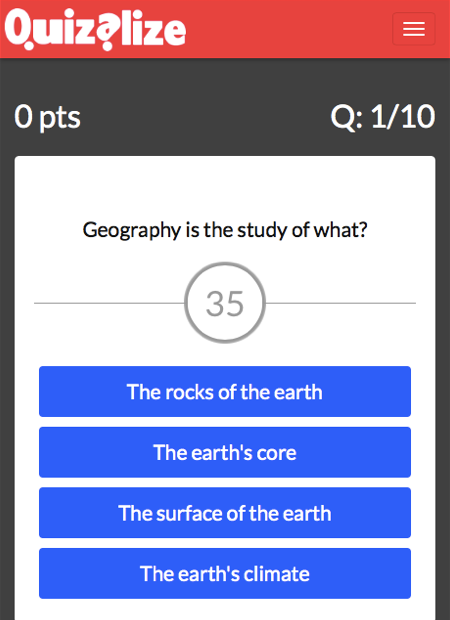 Quizalize
0 pts
Q: 1/10
Geography is the study of what?
35
The rocks of the earth
The earth's core
The surface of the earth
The earth's climate